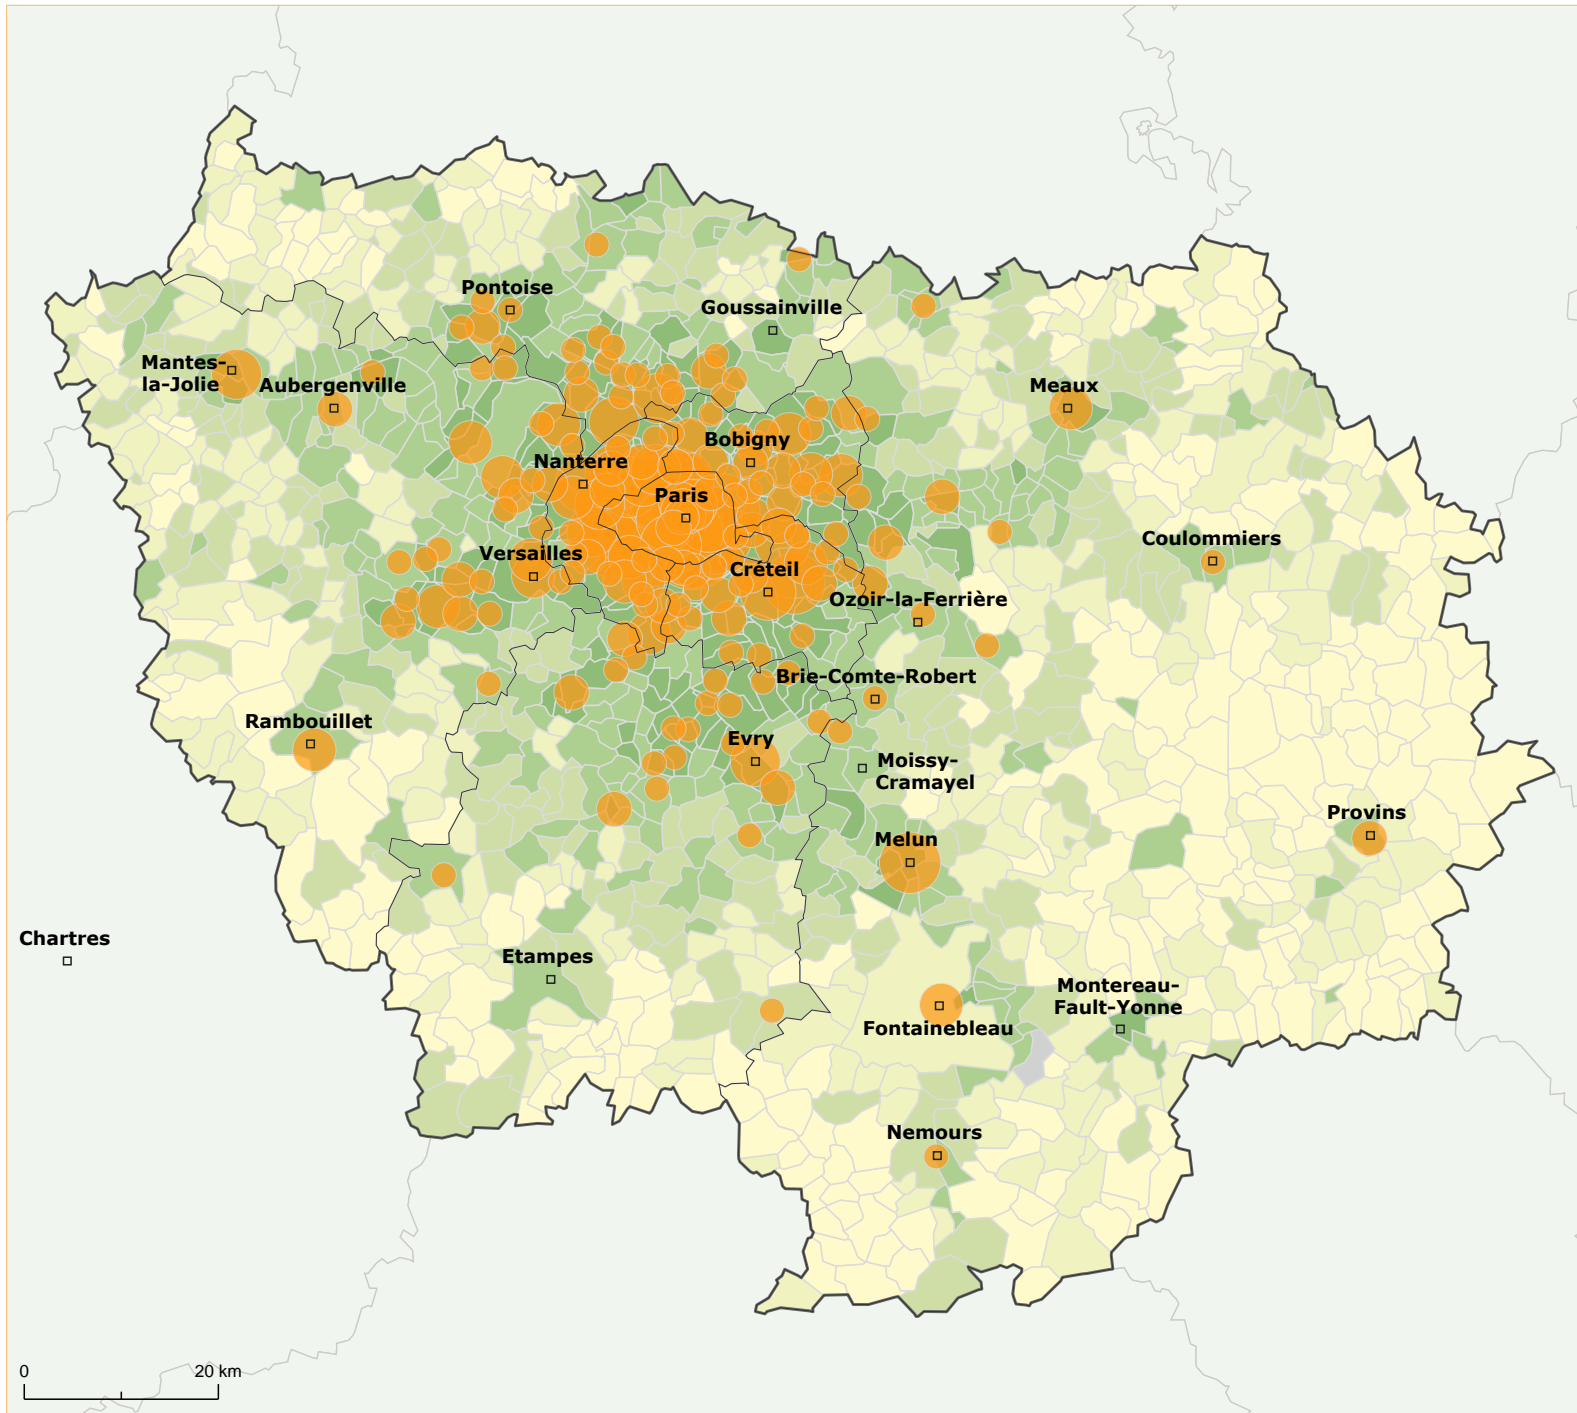 Pontoise
Goussainville
Mantes-
la-Jolie
Aubergenville
Meaux
Bobigny
Nanterre
Paris
Coulommiers
Versailles
Créteil
Ozoir-la-Ferrière
Brie-Comte-Robert
Rambouillet
Evry
Moissy-
Cramayel
Provins
Melun
Chartres
Etampes
Montereau-
Fault-Yonne
Fontainebleau
Nemours
0 20 km